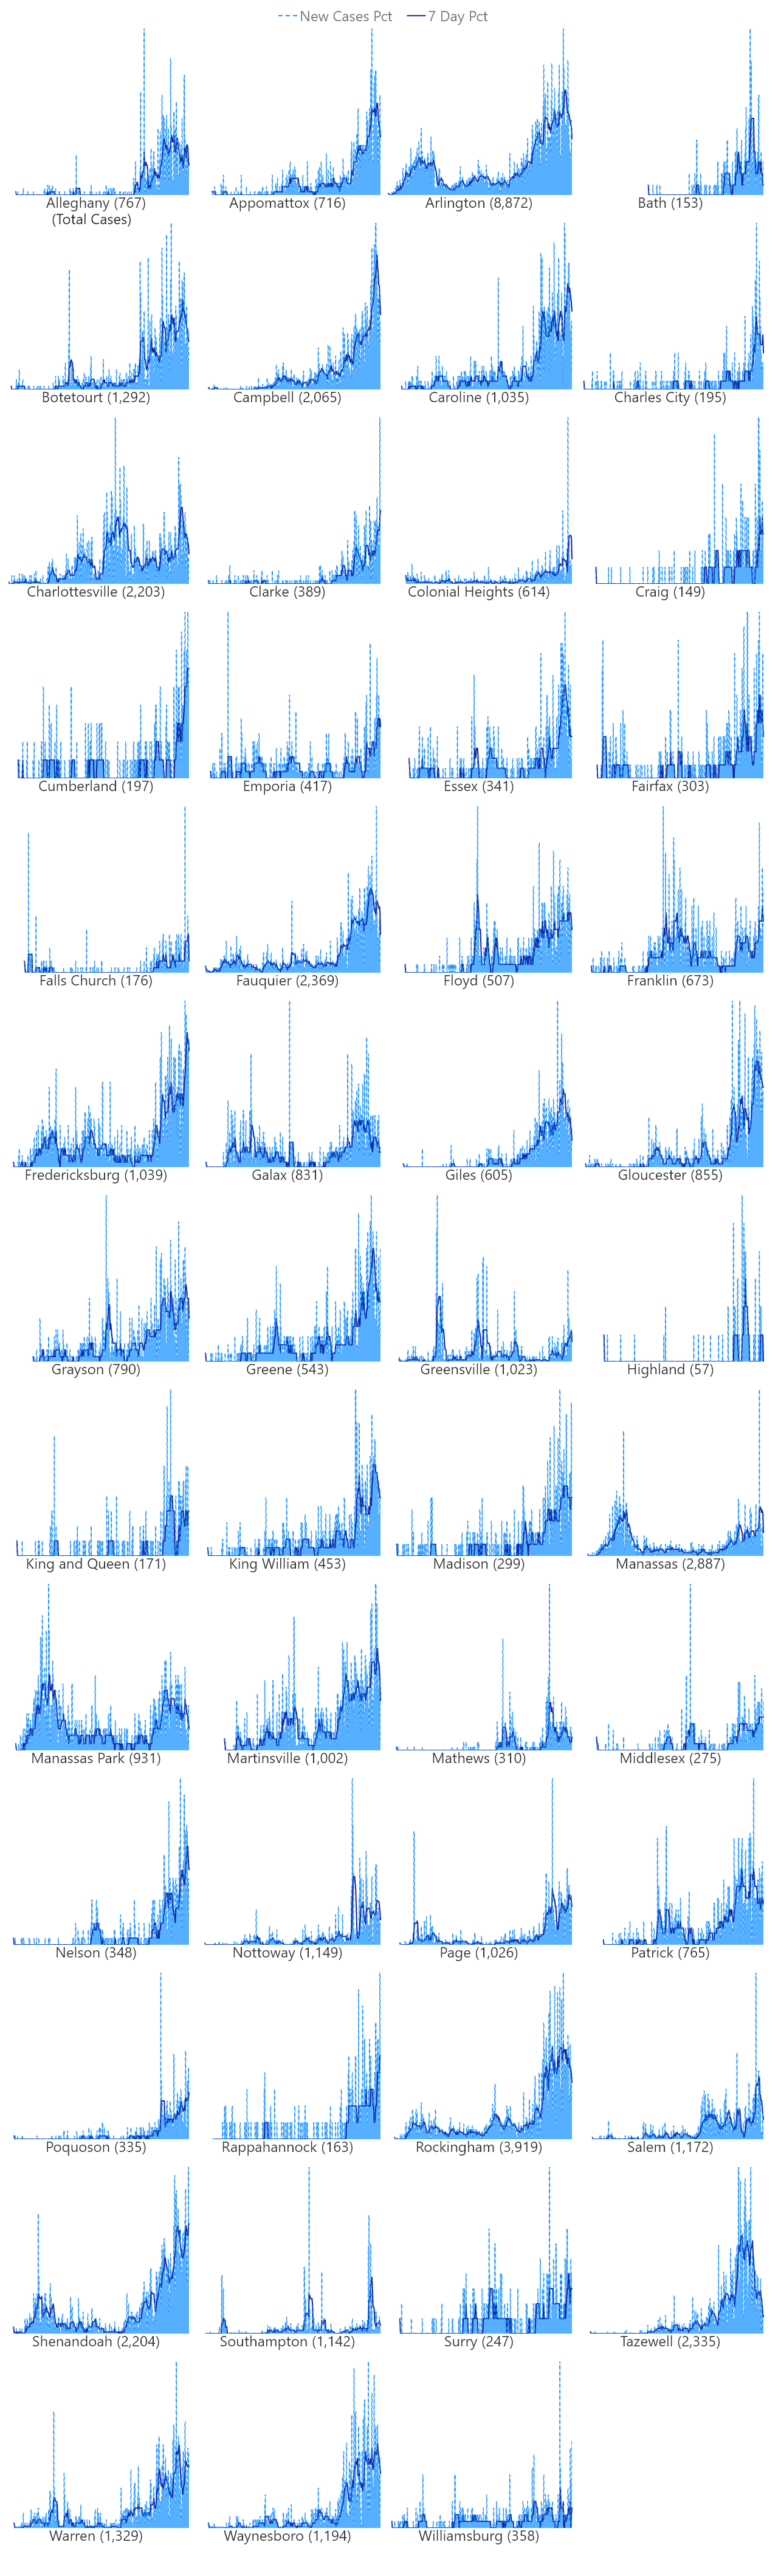 New Cases Pct 7 Day Pct
Alleghany (767) Appomattox (716) Arlington (8,872) Bath (153)
(Total Cases)
Botetourt (1,292) Campbell (2,065) Caroline (1,035) Charles City (195)
Charlottesville (2,203) Clarke (389) Colonial Heights (614) Craig (149)
Cumberland (197) Emporia (417) Essex (341) Fairfax (303)
Falls Church (176) Fauquier (2,369) Floyd (507) Franklin (673)
Fredericksburg (1,039) Galax (831) Giles (605) Gloucester (855)
Grayson (790) Greene (543) Greensville (1,023) Highland (57)
King and Queen (171) King William (453) Madison (299) Manassas (2,887)
Manassas Park (931) Martinsville (1,002) Mathews (310) Middlesex (275)
Nelson (348) Nottoway (1,149) Page (1,026) Patrick (765)
Poquoson (335) Rappahannock (163) Rockingham (3,919) Salem (1,172)
Shenandoah (2,204) Southampton (1,142) Surry (247) Tazewell (2,335)
Warren (1,329) Waynesboro (1,194) Williamsburg (358)